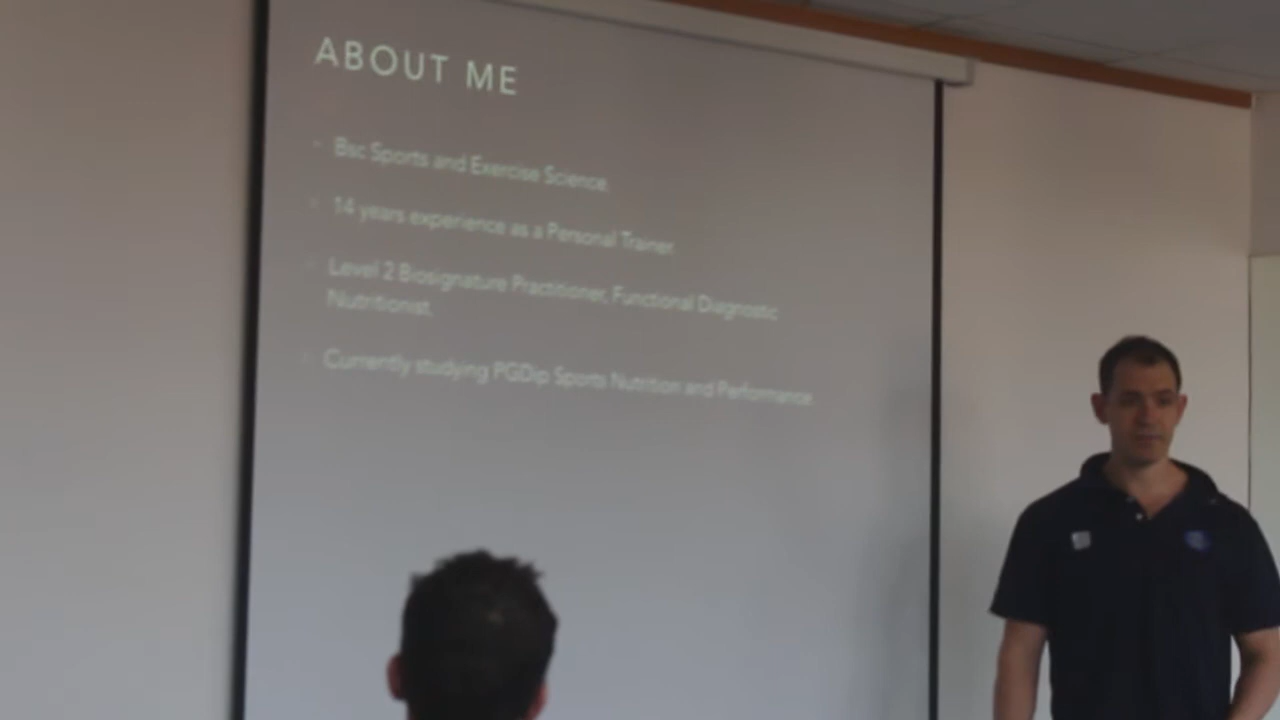 ABOUT ME
Bsc Sports and Exercise Science,
14 years experience as a Personal Trainer.
Level 2 Biosignature Practitioner, Functional Diagnostic
Nutritionist,
Currently studying PGDip Sports Nutrition and Performance